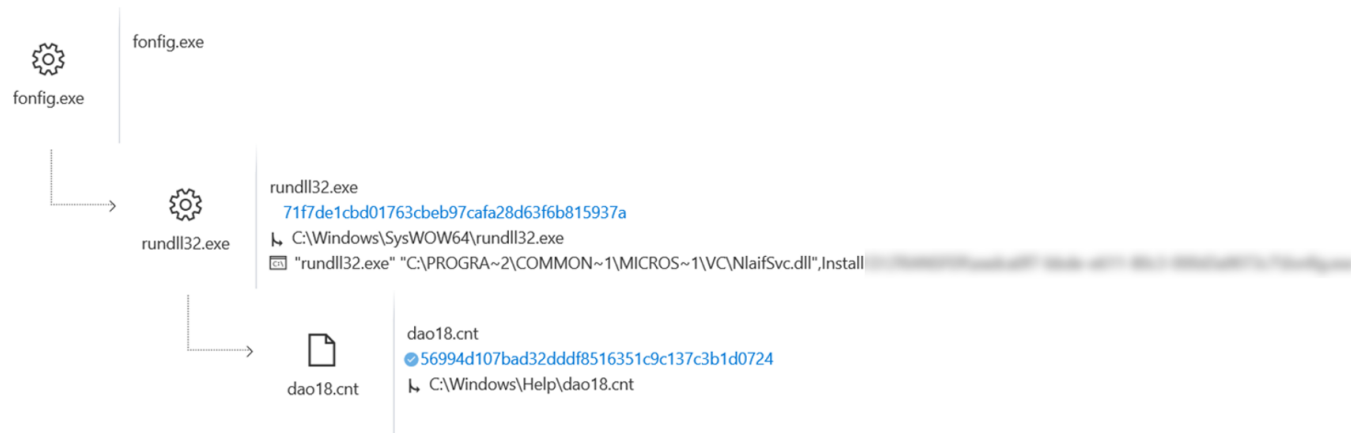 fonfig.exe
fonfig.exe
rundll32.exe
71f7de1cbd01763cbeb97cafa28d63f6b815937a
C:\Windows\SysWOW64\rundll32.exe
rundll32.exe
"rundll32.exe" "C:\PROGRA~2\COMMON~1\MICROS~1\VC\NlaifSvc.dll",Install
dao18.cnt
56994d107bad32dddf8516351c9c137c3b1d0724
C:\Windows\Help\dao18.cnt
dao18.cnt